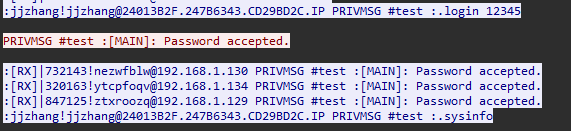 :jjzhang!jjzhang@24013B2F.247B6343.CD29BD2C.IP PRIVMSG #test :.login 12345
PRIVMSG #test :[MAIN]: Password accepted.
:[RX]|732143!nezwfblw@192.168.1.130 PRIVMSG #test :[MAIN]: Password accepted.
:[RX]|320163!ytcpfoqv@192.168.1.134 PRIVMSG #test :[MAIN]: Password accepted.
:[RX]|847125!ztxroozq@192.168.1.129 PRIVMSG #test :[MAIN]: Password accepted.
:jjzhang!jjzhang@24013B2F.247B6343.CD29BD2C.IP PRIVMSG #test :.sysinfo